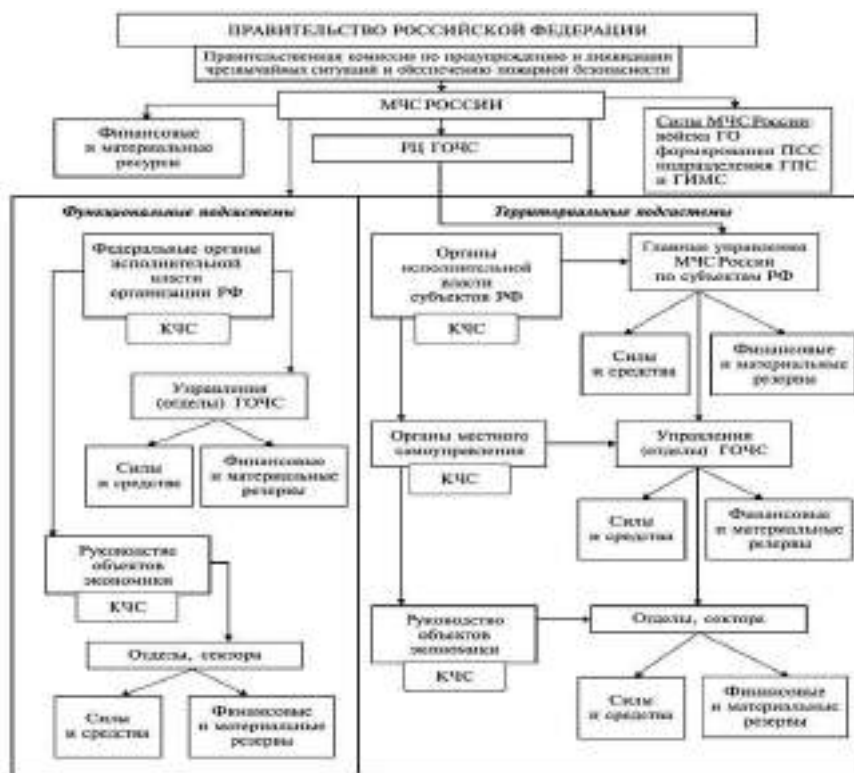 ПРАВИТЕЛЬСТВО РОССИЙСКОЙ ФЕДЕРАЦИИ
Правительственная комиссия по предупреждению и ликвидации
чрезвычайных ситуаций и обеспечению пожарной безопасности
МЧС РОССИИ
Финансовые
и материальные
ресурсы
РЦ ГОЧС
Силы МЧС России
войска ГО
формирования ПСС
подразделения ГПС
и ГИМС
Функциональные подсистемы
Федеральные органы
исполнительной
власти
организации РФ
КЧС
Управления
(отделы) ГОЧС
Силы
и средства
Финансовые
и материальные
резервы
Руководство
объектов
экономики
КЧС
Отделы, сектора
Силы
и средства
Финансовые
и материальные
резервы
Территориальные подсистемы
Органы
исполнительной
власти
субъектов РФ
КЧС
Главные управления
МЧС России
по субъектам РФ
Силы
и средства
Финансовые
и материальные
резервы
Органы местного
самоуправления
КЧС
Управления
(отделы) ГОЧС
Силы
и средства
Финансовые
и материальные
резервы
Руководство
объектов
экономики
КЧС
Отделы, сектора
Силы
и средства
Финансовые
и материальные
резервы